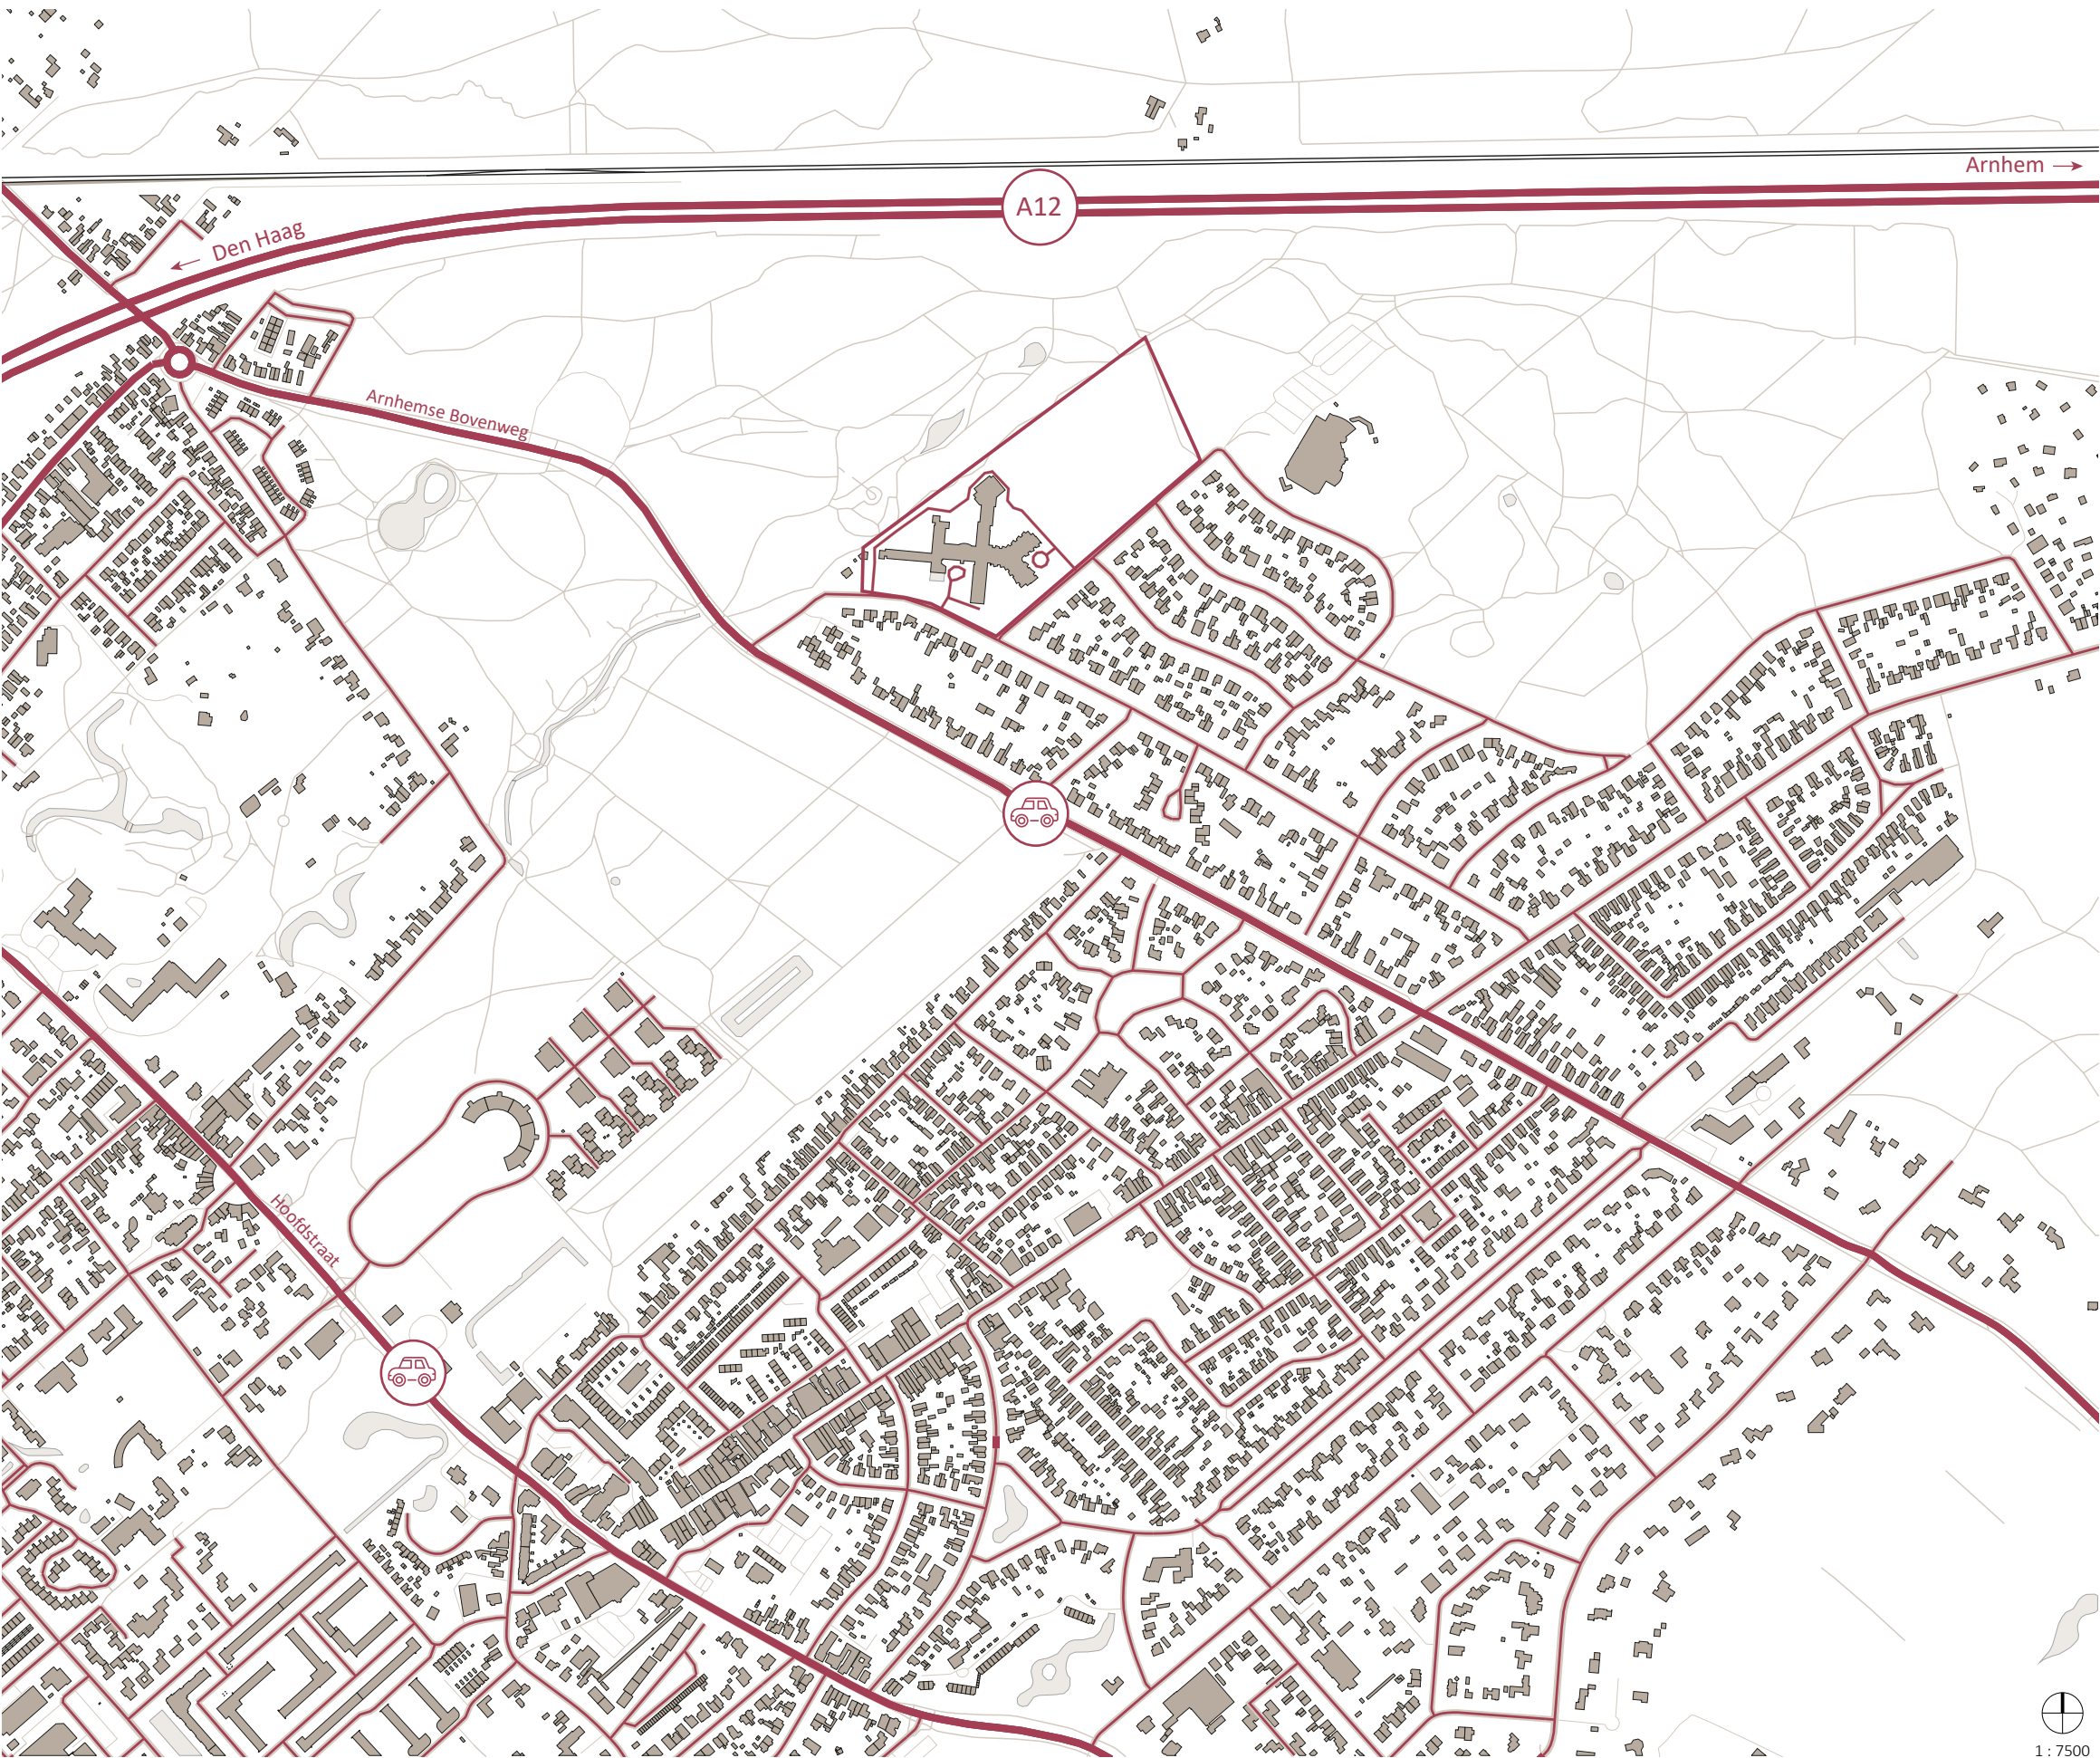 Arnhem
A12
Den Haag
Arnhemse Bovenweg
Hoofdstraat
1 : 7500